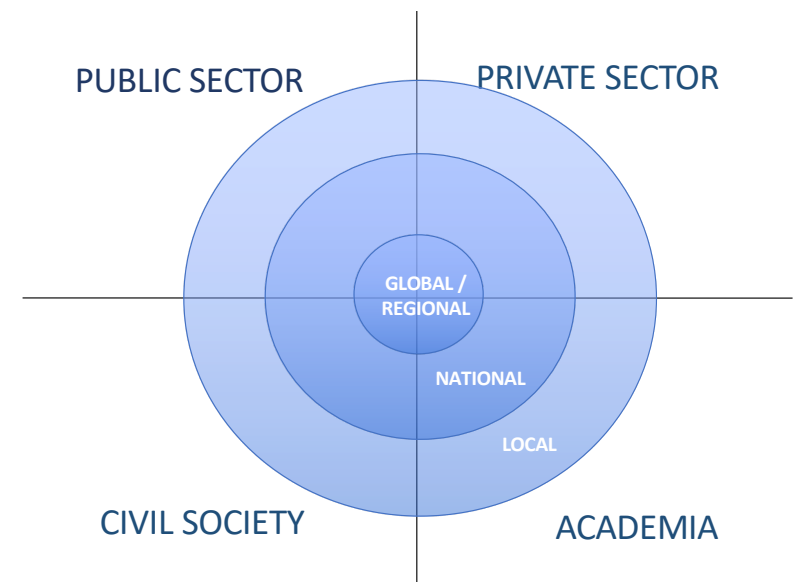 PUBLIC SECTOR
PRIVATE SECTOR
GLOBAL /
REGIONAL
NATIONAL
LOCAL
CIVIL SOCIETY
ACADEMIA